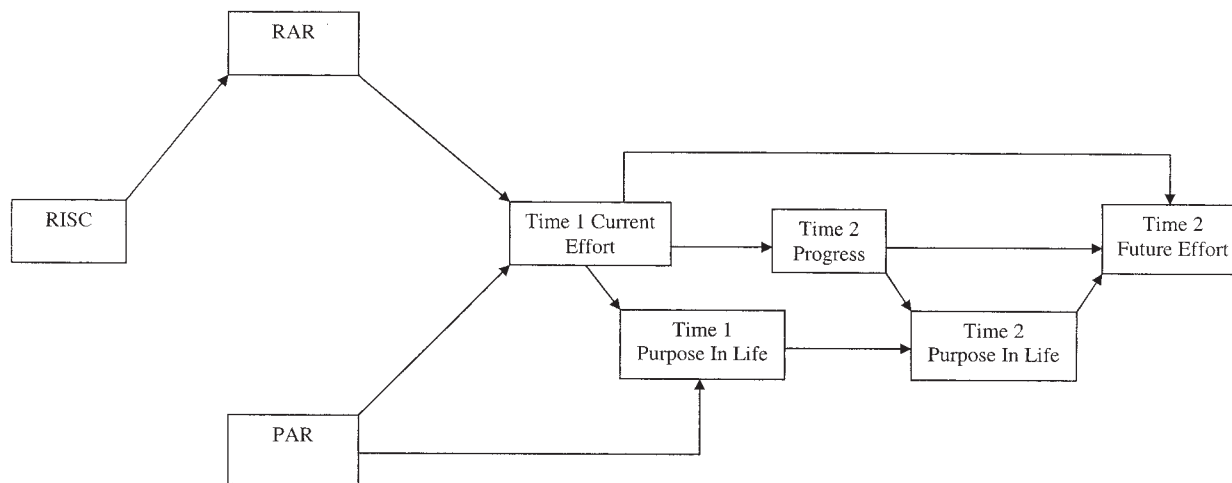 RAR
RISC
Time 1 Current
Effort
Time 2
Progress
Time 2
Future Effort
Time 1
Purpose In Life
Time 2
Purpose In Life
PAR